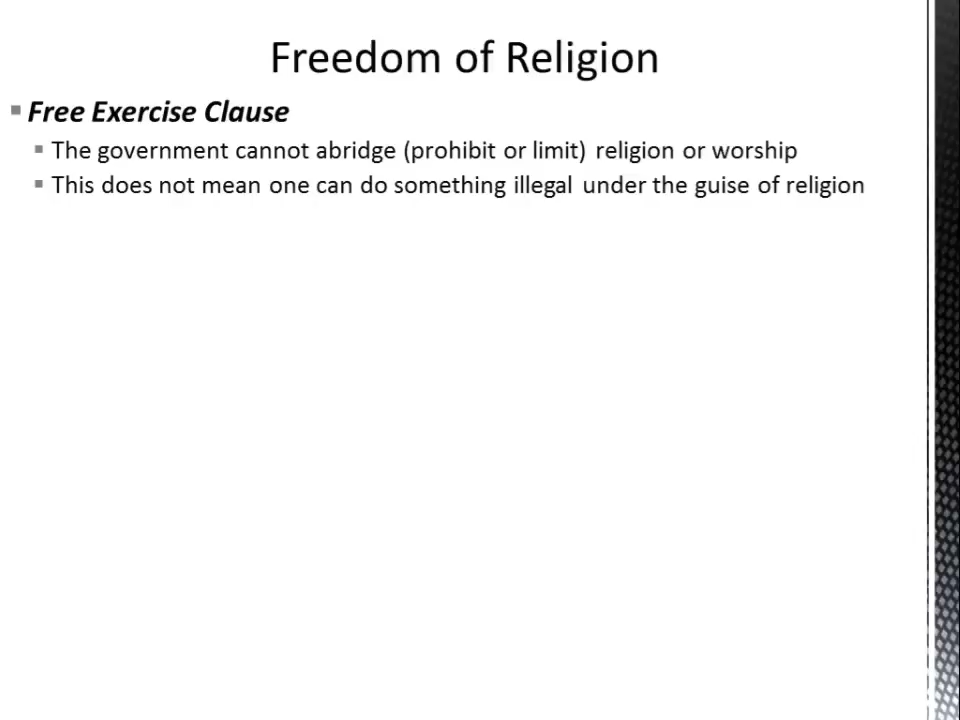 Freedom of Religion
Free Exercise Clause
The government cannot abridge (prohibit or limit) religion or worship
This does not mean one can do something illegal under the guise of religion